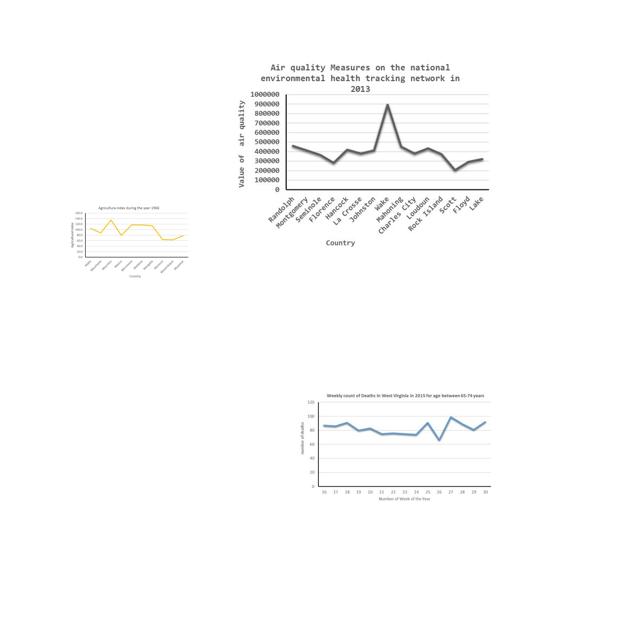 Air quality Measures on the national
environmental health tracking network in
2013
1000000
900000
800000
700000
600000
500000
400000
300000
200000
100000
0
Value of air quality
Randolph
Montgomery
Seminole
Florence
Hancock
La Crosse
Johnston
Wake
Mahoning
Charles City
Loudoun
Rock Island
Scott
Floyd
Lake
Country
Agriculture index during the year 1966
Agriculture index
Country
Weekly count of Deaths in West Virginia in 2015 for age between 65-74 years
120
100
80
60
40
20
0
number of deaths
16 17 18 19 20 21 22 23 24 25 26 27 28 29 30
Number of Week of the Year